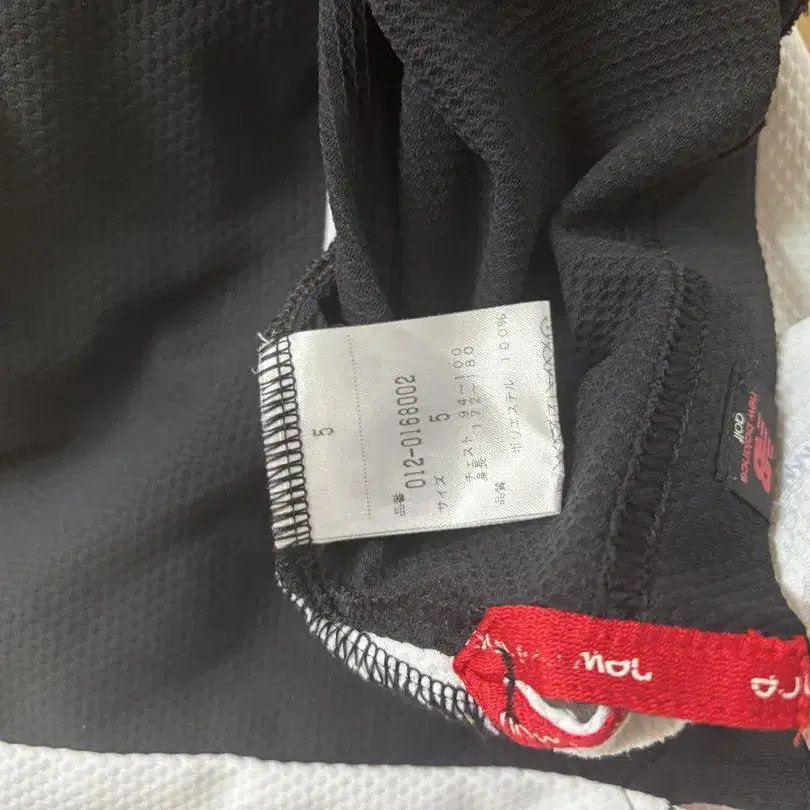 5
品番
012-0168002
サイズ 5
チェスト 94-100
身長 172-180
品質
ポリエステル 100%
new balance
golf